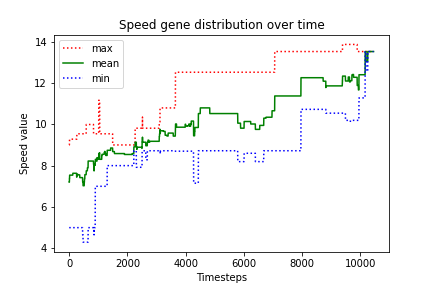 Speed gene distribution over time
max
mean
min
14
12
10
8
6
4
Speed value
0
2000
4000
6000
8000
10000
Timesteps